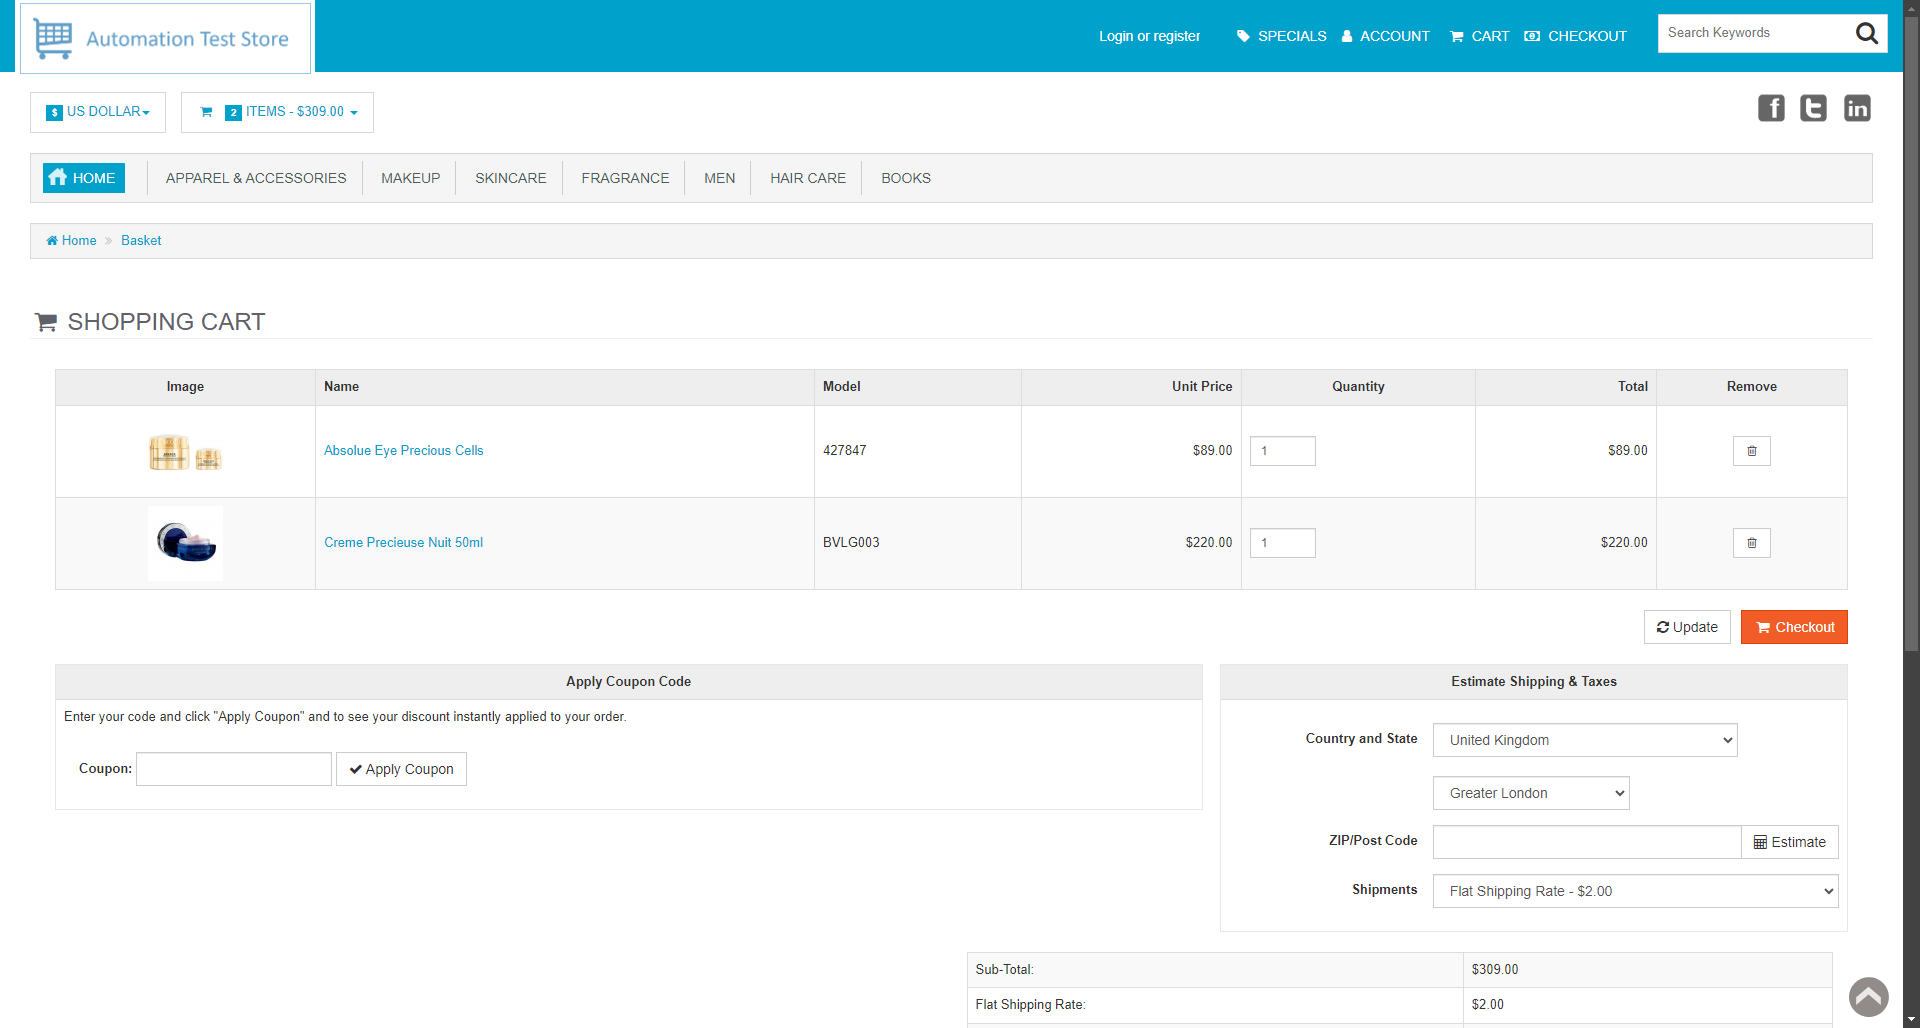 Automation Test Store
Login or register
SPECIALS
ACCOUNT
CART
CHECKOUT
Search Keywords
$ US DOLLAR
2 ITEMS - $309.00
HOME
APPAREL & ACCESSORIES
MAKEUP
SKINCARE
FRAGRANCE
MEN
HAIR CARE
BOOKS
Home » Basket
SHOPPING CART
Image Name Model Unit Price Quantity Total Remove
Absolue Eye Precious Cells 427847 $89.00 1 $89.00
Creme Precieuse Nuit 50ml BVLG003 $220.00 1 $220.00
Update
Checkout
Apply Coupon Code
Enter your code and click "Apply Coupon" and to see your discount instantly applied to your order.
Coupon:
Apply Coupon
Estimate Shipping & Taxes
Country and State United Kingdom
Greater London
ZIP/Post Code Estimate
Shipments Flat Shipping Rate - $2.00
Sub-Total: $309.00
Flat Shipping Rate: $2.00